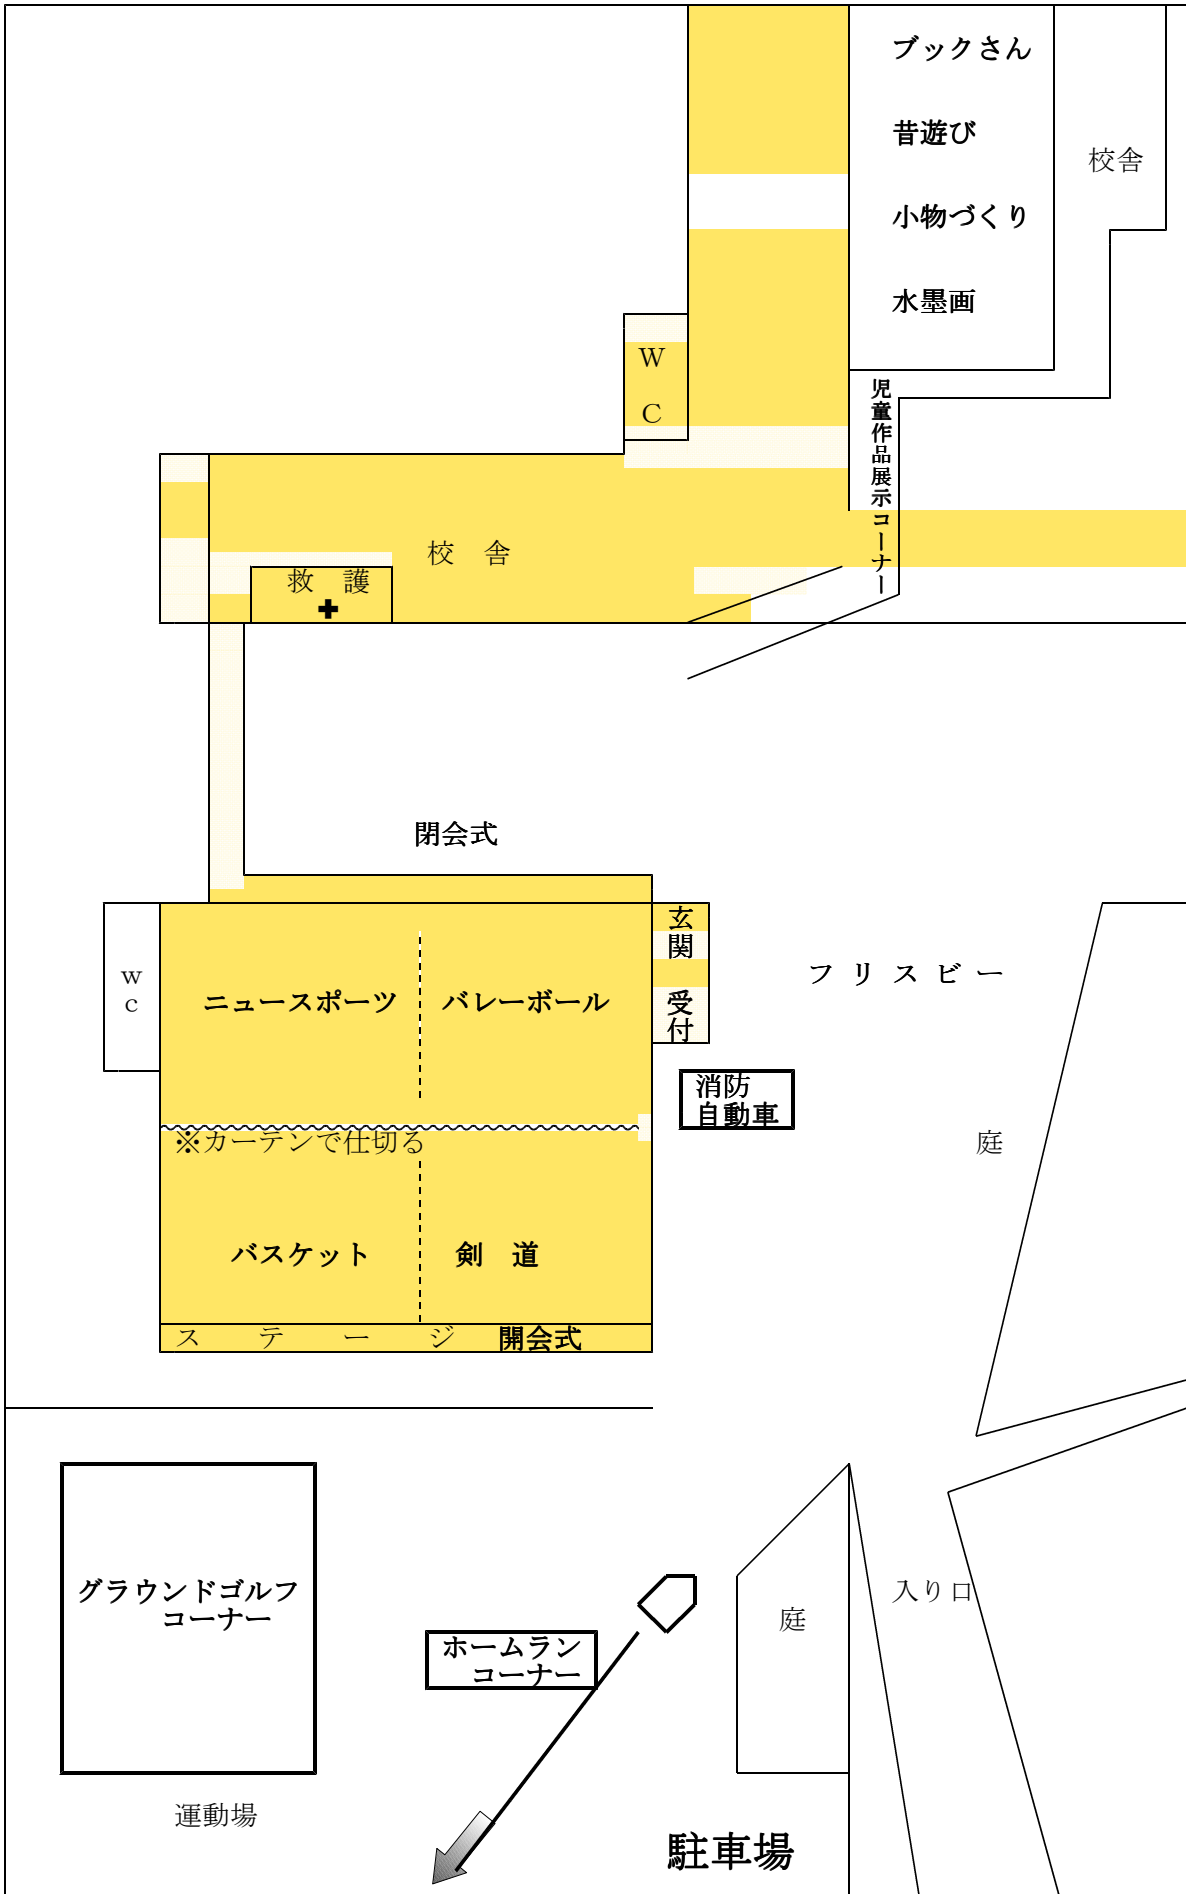 ブックさん
昔遊び
校舎
小物づくり
水墨画
Ｗ
Ｃ
児童作品展示コーナー
校　舎
救　護
閉会式
玄関
受付
ｗ
ｃ
ニュースポーツ
バレーボール
フリスビー
消防
自動車
※カーテンで仕切る
庭
バスケット
剣　道
ステージ
開会式
グラウンドゴルフ
コーナー
ホームラン
コーナー
庭
入り口
運動場
駐車場